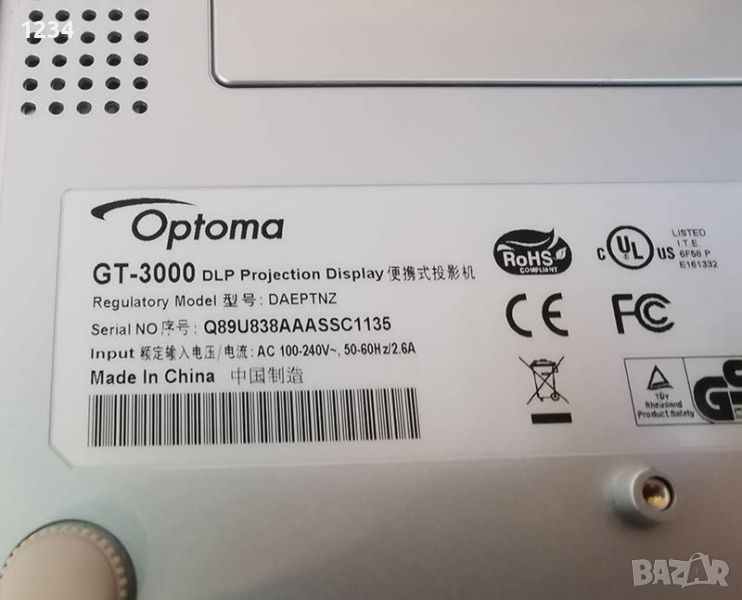 1234
Optoma
GT-3000 DLP Projection Display 便携式投影机
Regulatory Model 型号: DAEPTNZ
Serial NO 序号: Q89U838AAASSC1135
Input 额定输入电压/电流: AC 100-240V~, 50-60Hz/2.6A
Made In China 中国制造
RoHS
COMPLIANT
c UL US
LISTED
I.T.E.
6F58 P
E161332
CE FC
TÜV
Rheinland
Product Safety
GS
BAZAR